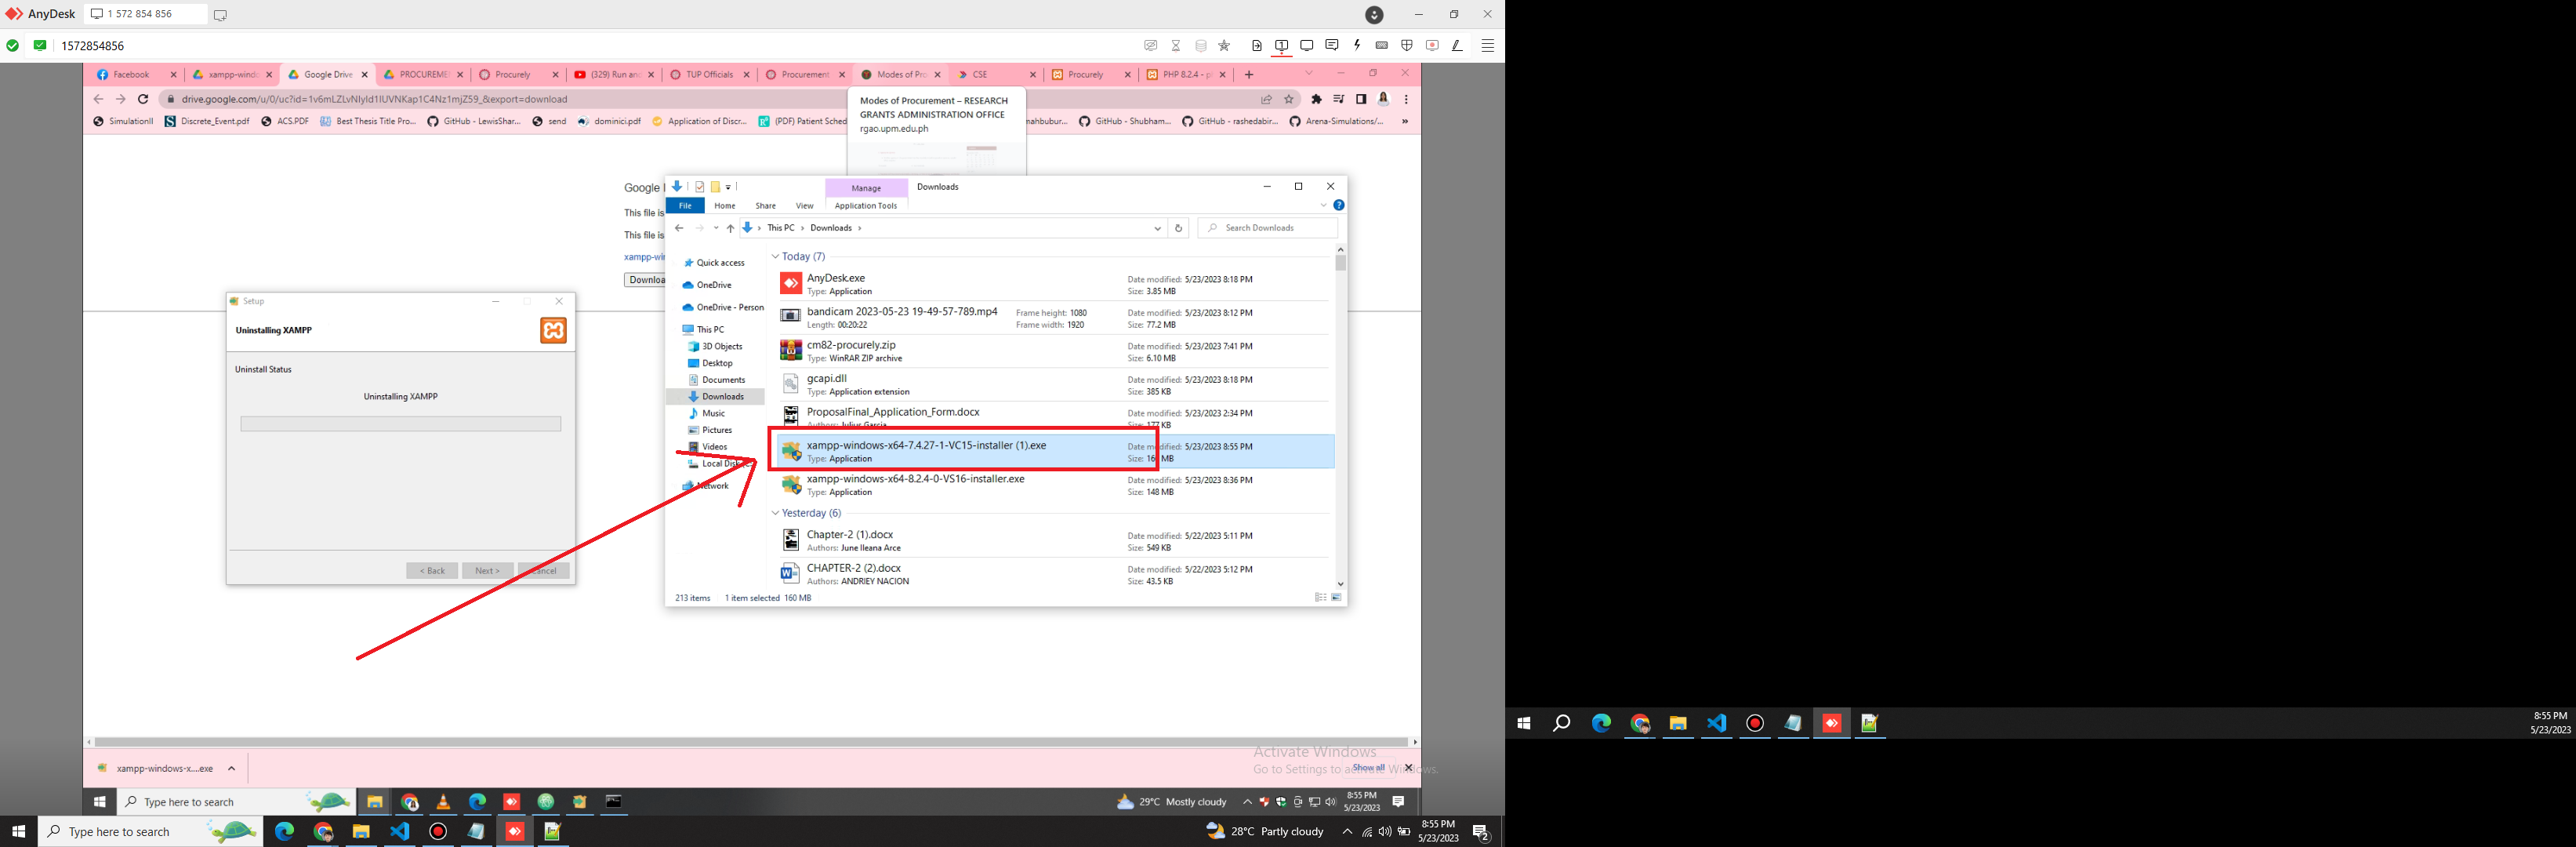 AnyDesk
1 572 854 856
1572854856
1
Facebook
xampp-wind
Google Drive
PROCUREME
Procurely
(329) Run and
TUP Officials
Procurement
Modes of Pro
CSE
Procurely
PHP 8.2.4 - p
drive.google.com/u/0/uc?id=1v6mLZLvNIyId1IUVNKap1C4Nz1mjZ59_&export=download
SimulationII
Discrete_Event.pdf
ACS.PDF
Best Thesis Title Pro...
GitHub - LewisShar...
send
dominici.pdf
Application of Discr...
(PDF) Patient Sched
mahbubur...
GitHub - Shubham...
GitHub - rashedabir...
Arena-Simulations/...
»
Modes of Procurement – RESEARCH
GRANTS ADMINISTRATION OFFICE
rgao.upm.edu.ph
Google
This file is
This file is
xampp-wi
Downloa
Setup
Uninstalling XAMPP
Uninstall Status
Uninstalling XAMPP
< Back
Next >
Cancel
Manage
Downloads
File
Home
Share
View
Application Tools
This PC > Downloads >
Search Downloads
Quick access
OneDrive
OneDrive - Person
This PC
3D Objects
Desktop
Documents
Downloads
Music
Pictures
Videos
Local Disk (C
Network
Today (7)
AnyDesk.exe
Date modified: 5/23/2023 8:18 PM
Type: Application
Size: 3.85 MB
bandicam 2023-05-23 19-49-57-789.mp4
Frame height: 1080
Date modified: 5/23/2023 8:12 PM
Length: 00:20:22
Frame width: 1920
Size: 77.2 MB
cm82-procurely.zip
Date modified: 5/23/2023 7:41 PM
Type: WinRAR ZIP archive
Size: 6.10 MB
gcapi.dll
Date modified: 5/23/2023 8:18 PM
Type: Application extension
Size: 385 KB
ProposalFinal_Application_Form.docx
Date modified: 5/23/2023 2:34 PM
Authors: Julius Garcia
Size: 177 KB
xampp-windows-x64-7.4.27-1-VC15-installer (1).exe
Date modified: 5/23/2023 8:55 PM
Type: Application
Size: 160 MB
xampp-windows-x64-8.2.4-0-VS16-installer.exe
Date modified: 5/23/2023 8:36 PM
Type: Application
Size: 148 MB
Yesterday (6)
Chapter-2 (1).docx
Date modified: 5/22/2023 5:11 PM
Authors: June Ileana Arce
Size: 549 KB
CHAPTER-2 (2).docx
Date modified: 5/22/2023 5:12 PM
Authors: ANDRIEY NACION
Size: 43.5 KB
213 items
1 item selected 160 MB
xampp-windows-x....exe
Activate Windows
Go to Settings to activate Windows.
Show all
Type here to search
29°C Mostly cloudy
8:55 PM
5/23/2023
Type here to search
28°C Partly cloudy
8:55 PM
5/23/2023
2
8:55 PM
5/23/2023